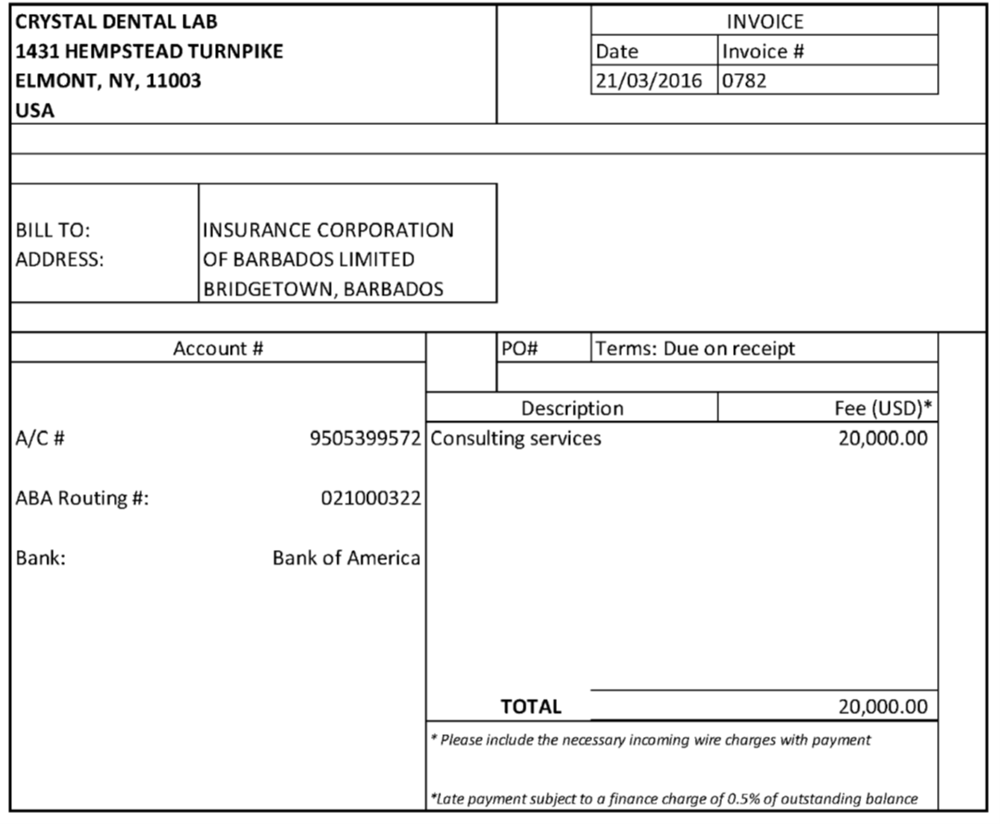 CRYSTAL DENTAL LAB
1431 HEMPSTEAD TURNPIKE
ELMONT, NY, 11003
USA
INVOICE
Date Invoice #
21/03/2016 0782
BILL TO: INSURANCE CORPORATION
ADDRESS: OF BARBADOS LIMITED
BRIDGETOWN, BARBADOS
Account # PO# Terms: Due on receipt
Description Fee (USD)*
A/C # 9505399572 Consulting services 20,000.00
ABA Routing #: 021000322
Bank: Bank of America
TOTAL 20,000.00
* Please include the necessary incoming wire charges with payment
*Late payment subject to a finance charge of 0.5% of outstanding balance